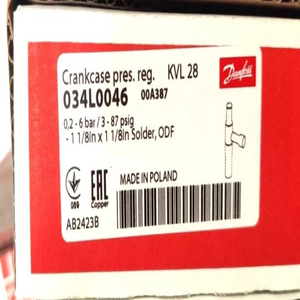 Crankcase pres. reg. KVL 28
Danfoss
034L0046 00A387
0,2 - 6 bar / 3 - 87 psig
- 1 1/8in x 1 1/8in Solder, ODF
089
EAC
Copper
MADE IN POLAND
AB2423B